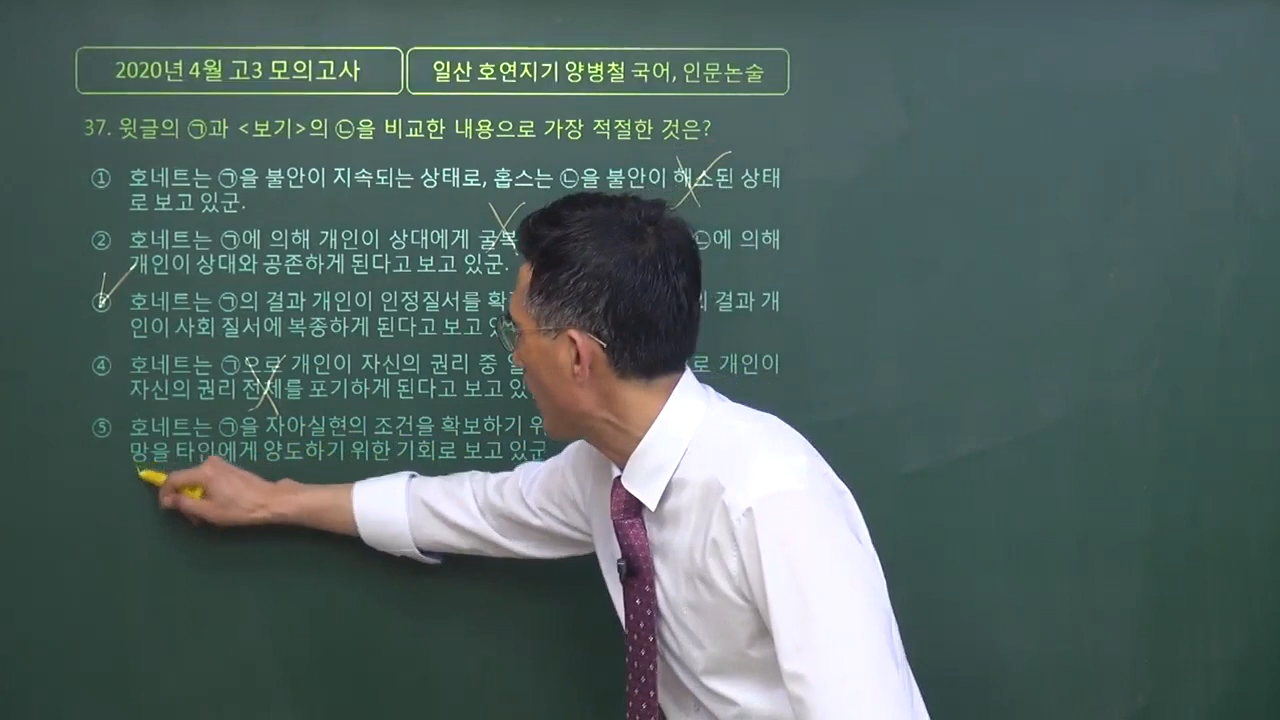 2020년 4월 고3 모의고사
일산 호연지기 양병철 국어, 인문논술
37. 윗글의 ㉠과 <보기>의 ㉡을 비교한 내용으로 가장 적절한 것은?
① 호네트는 ㉠을 불안이 지속되는 상태로, 홉스는 ㉡을 불안이 해소된 상태
로 보고 있군.
② 호네트는 ㉠에 의해 개인이 상대에게 굴복 ㉡에 의해
개인이 상대와 공존하게 된다고 보고 있군.
③ 호네트는 ㉠의 결과 개인이 인정질서를 결과 개
인이 사회 질서에 복종하게 된다고 보고
④ 호네트는 ㉠으로 개인이 자신의 권리 중 개인이
자신의 권리 전체를 포기하게 된다고 보고
⑤ 호네트는 ㉠을 자아실현의 조건을 확보하기
망을 타인에게 양도하기 위한 기회로 보고 있군